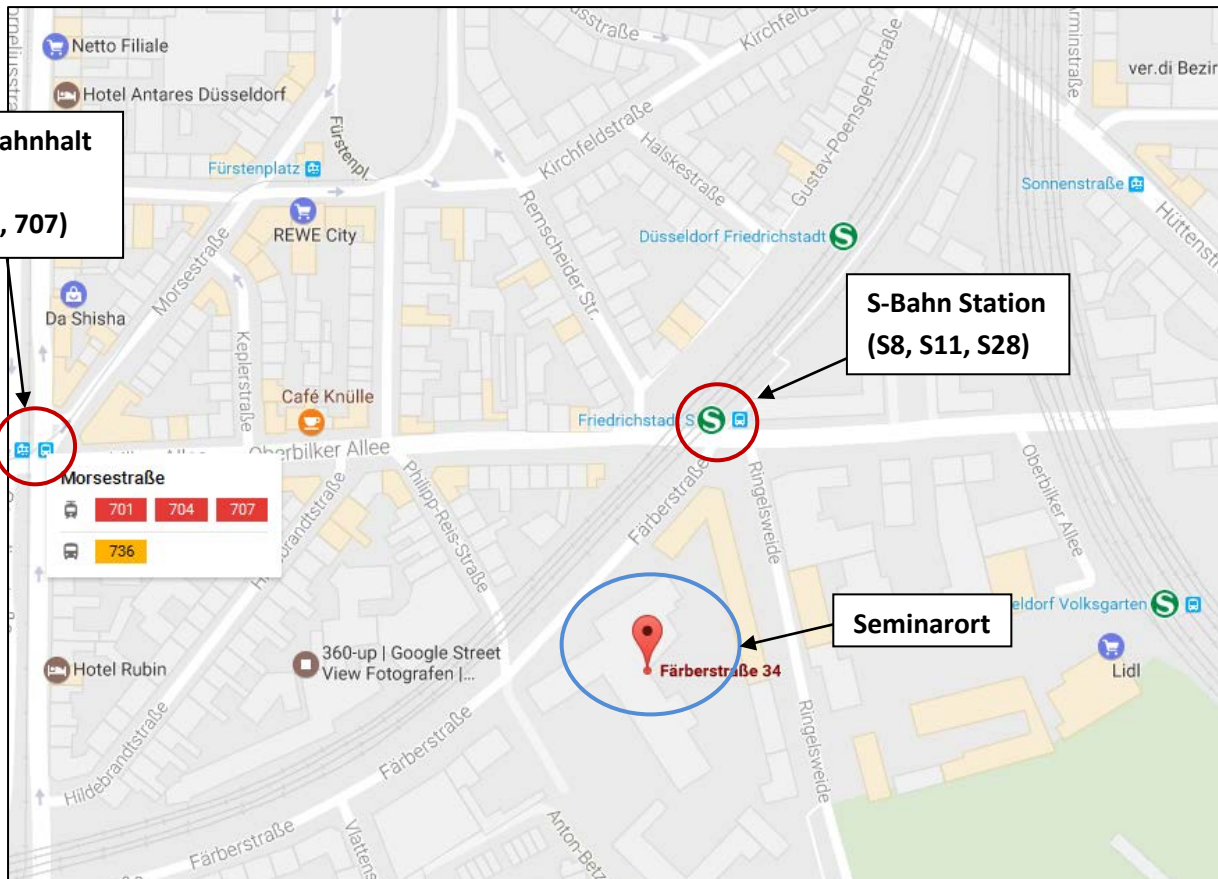 Netto Filiale
Hotel Antares Düsseldorf
ahnhalt
, 707)
Fürstenplatz
Fürstenpl.
REWE City
Kirchfeldstraße
Kirchfelds
Halskestraße
Gustav-Poensgen-Straße
Arminstraße
ver.di Bezir
Sonnenstraße
Hüttenstr
Düsseldorf Friedrichstadt S
Remscheider Str.
Morsestraße
Da Shisha
Keplerstraße
Café Knülle
S-Bahn Station
(S8, S11, S28)
Friedrichstadt S S
Oberbilker Allee
Morsestraße
701 704 707
736
Hildebrandtstraße
Philipp-Reis-Straße
Färberstraße
Ringelsweide
Oberbilker Allee
eldorf Volksgarten S
Lidl
Seminarort
Färberstraße 34
Hotel Rubin
360-up | Google Street
View Fotografen |...
Hildebrandtstraße
Färberstraße
Ringelsweide
Färberstraße
Vlattens
Anton-Betz